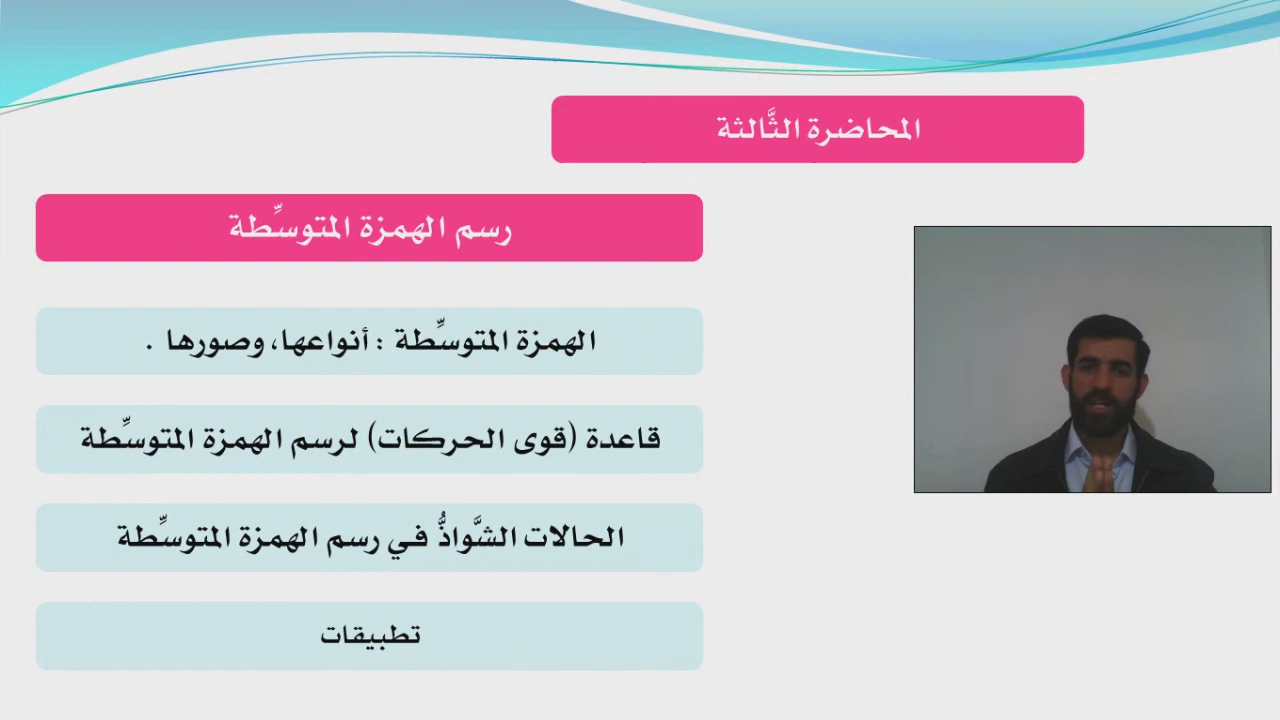 المحاضرة الثَّالثة
رسم الهمزة المتوسِّطة
الهمزة المتوسِّطة : أنواعها، وصورها .
قاعدة (قوى الحركات) لرسم الهمزة المتوسِّطة
الحالات الشَّواذُّ في رسم الهمزة المتوسِّطة
تطبيقات